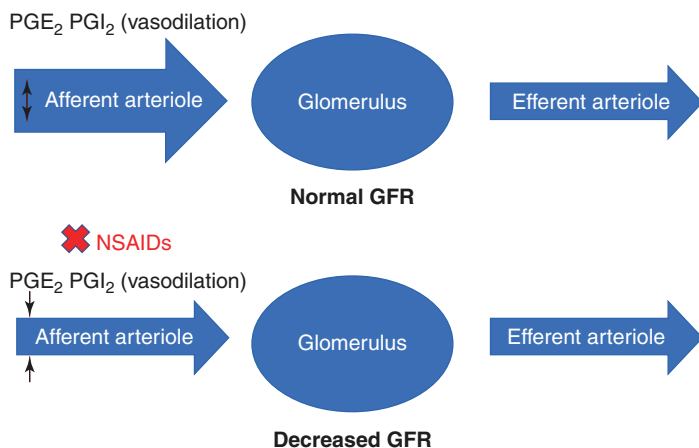 PGE₂ PGI₂ (vasodilation)
Afferent arteriole
Glomerulus
Efferent arteriole
Normal GFR
NSAIDs
PGE₂ PGI₂ (vasodilation)
Afferent arteriole
Glomerulus
Efferent arteriole
Decreased GFR